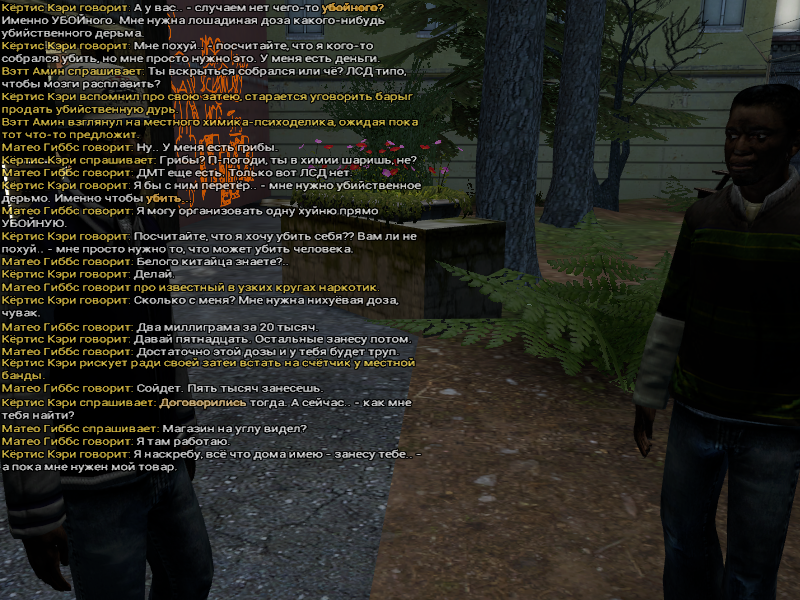 Кёртис Кэри говорит: А у вас.. - случаем нет чего-то убойного?
Именно УБОЙного. Мне нужна лошадиная доза какого-нибудь
убийственного дерьма.
Кёртис Кэри говорит: Мне похуй.. - посчитайте, что я кого-то
собрался убить, но мне просто нужно это. У меня есть деньги.
Вэтт Амин спрашивает: Ты вскрыться собрался или чё? ЛСД типо,
чтобы мозги расплавить?
Кёртис Кэри вспомнил про свою затею, старается уговорить барыг
продать убийственную дурь.
Вэтт Амин взглянул на местного химика-психоделика, ожидая пока
тот что-то предложит.
Матео Гиббс говорит: Ну.. У меня есть грибы.
Кёртис Кэри спрашивает: Грибы? П-погоди, ты в химии шаришь, не?
Матео Гиббс говорит: ДМТ еще есть. Только вот ЛСД нет.
Кёртис Кэри говорит: Я бы с ним перетёр.. - мне нужно убийственное
дерьмо. Именно чтобы убить..
Матео Гиббс говорит: Я могу организовать одну хуйню прямо
УБОЙНУЮ.
Кёртис Кэри говорит: Посчитайте, что я хочу убить себя?? Вам ли не
похуй.. - мне просто нужно то, что может убить человека.
Матео Гиббс говорит: Белого китайца знаете?..
Кёртис Кэри говорит: Делай.
Матео Гиббс говорит про известный в узких кругах наркотик.
Кёртис Кэри говорит: Сколько с меня? Мне нужна нихуёвая доза,
чувак.
Матео Гиббс говорит: Два миллиграма за 20 тысяч.
Кёртис Кэри говорит: Давай пятнадцать. Остальные занесу потом.
Матео Гиббс говорит: Достаточно этой дозы и у тебя будет труп.
Кёртис Кэри рискует ради своей затеи встать на счётчик у местной
банды.
Матео Гиббс говорит: Сойдет. Пять тысяч занесешь.
Кёртис Кэри спрашивает: Договорились тогда. А сейчас.. - как мне
тебя найти?
Матео Гиббс спрашивает: Магазин на углу видел?
Матео Гиббс говорит: Я там работаю.
Кёртис Кэри говорит: Я наскребу, всё что дома имею - занесу тебе.. -
а пока мне нужен мой товар.